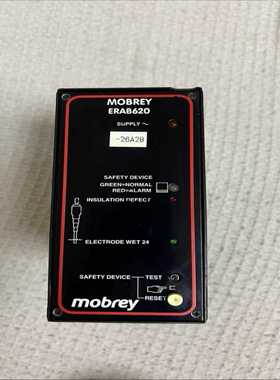 MOBREY
ERAB620
SUPPLY ~
-26A2B
SAFETY DEVICE
GREEN=NORMAL
RED=ALARM
INSULATION DEFECT
ELECTRODE WET 24
SAFETY DEVICE
TEST
RESET
mobrey